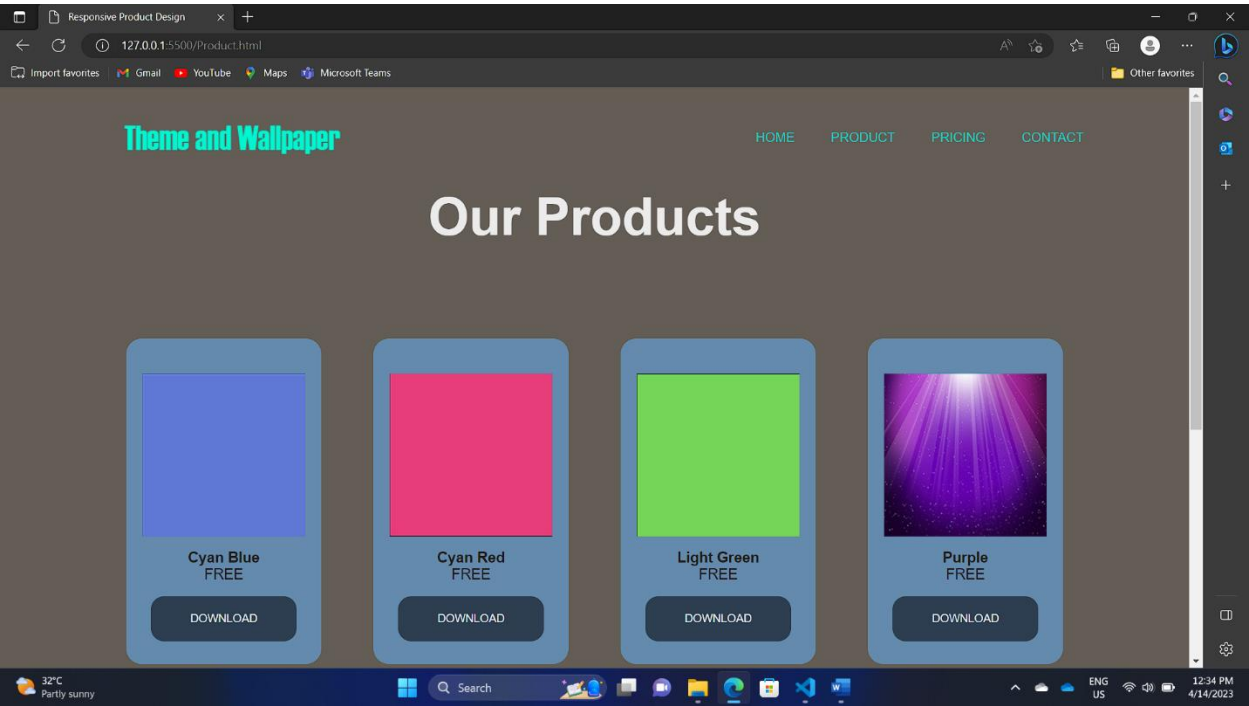 Responsive Product Design
127.0.0.1:5500/Product.html
Import favorites Gmail YouTube Maps Microsoft Teams Other favorites
Theme and Wallpaper HOME PRODUCT PRICING CONTACT
Our Products
Cyan Blue Cyan Red Light Green Purple
FREE FREE FREE FREE
DOWNLOAD DOWNLOAD DOWNLOAD DOWNLOAD
32°C Search ENG 12:34 PM
Partly sunny US 4/14/2023